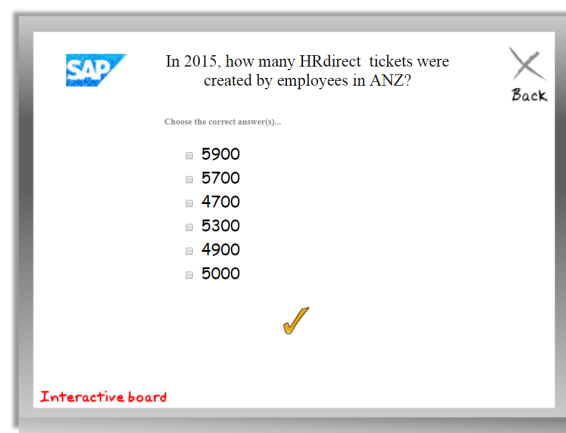 SAP
In 2015, how many HRdirect tickets were
created by employees in ANZ?
Back
Choose the correct answer(s)...
5900
5700
4700
5300
4900
5000
Interactive board